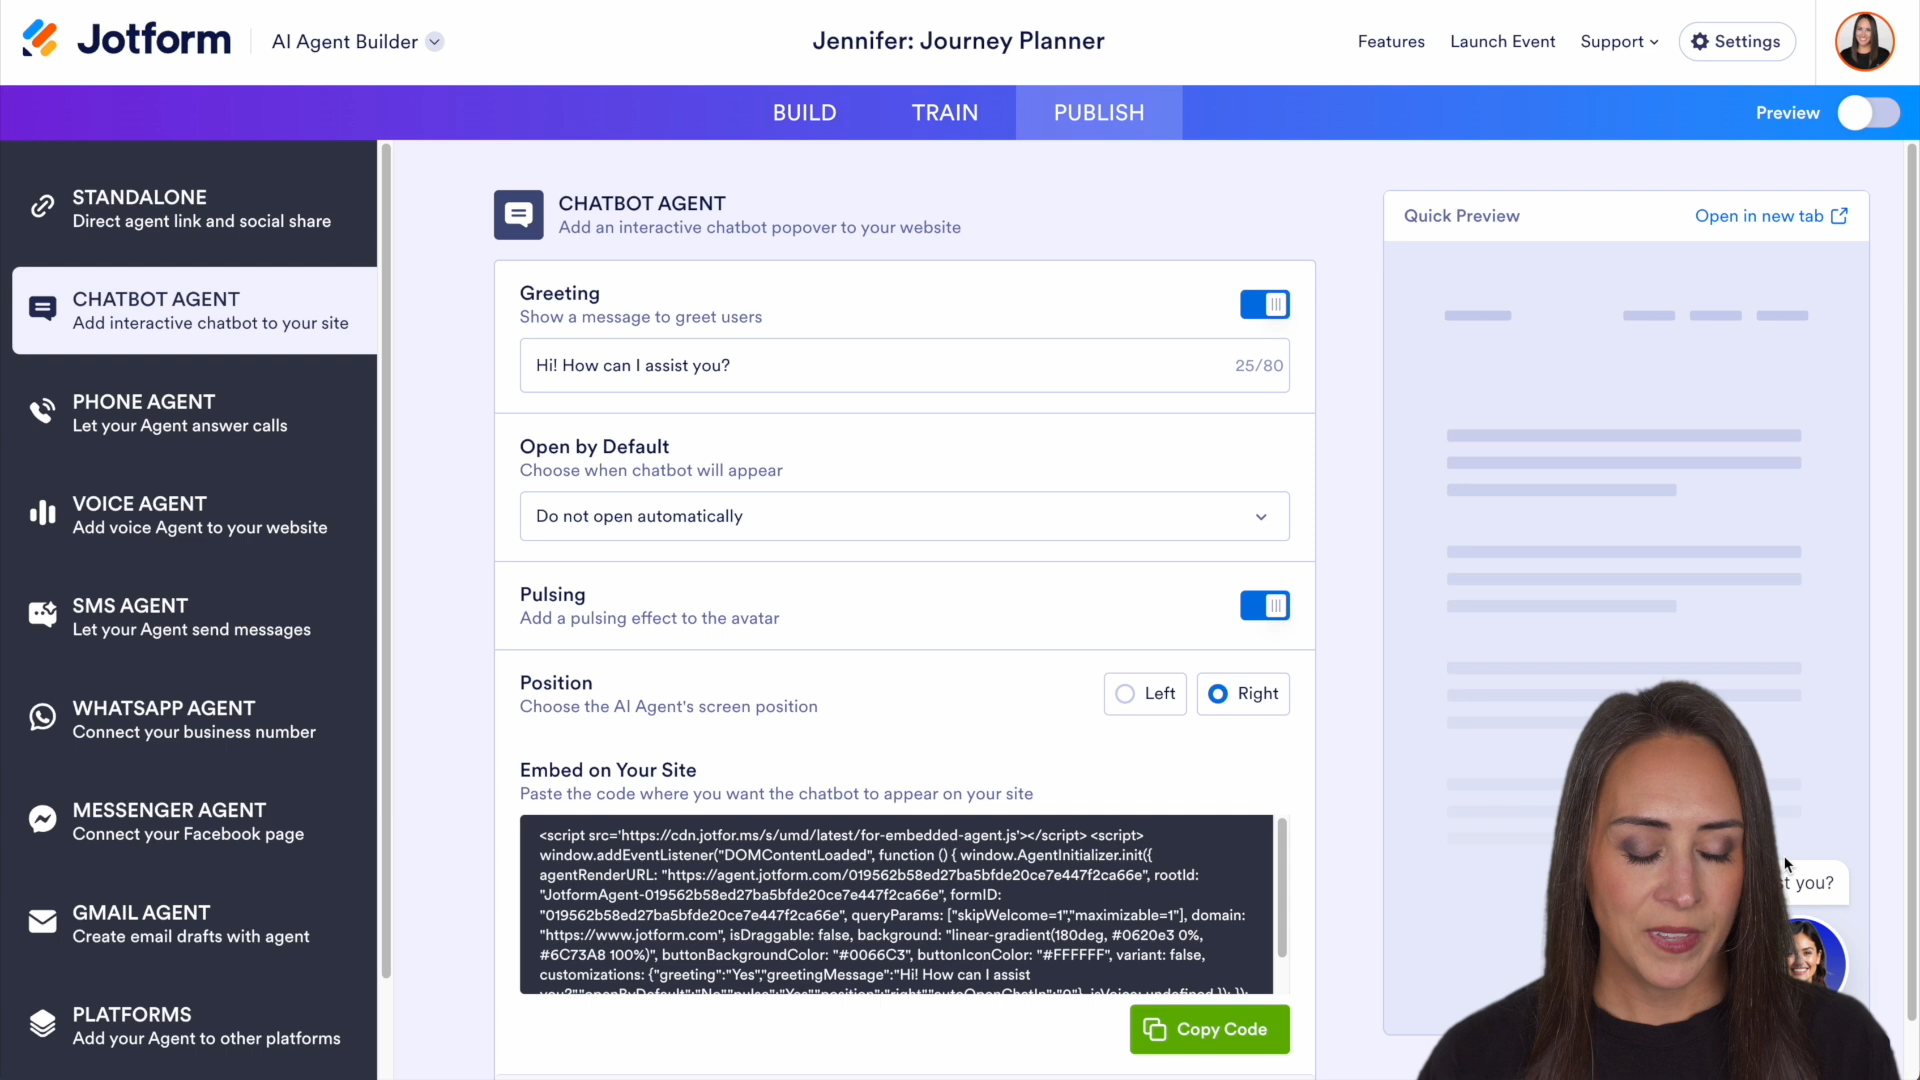 Jotform
AI Agent Builder
Jennifer: Journey Planner
Features
Launch Event
Support
Settings
BUILD
TRAIN
PUBLISH
Preview
STANDALONE
Direct agent link and social share
CHATBOT AGENT
Add interactive chatbot to your site
PHONE AGENT
Let your Agent answer calls
VOICE AGENT
Add voice Agent to your website
SMS AGENT
Let your Agent send messages
WHATSAPP AGENT
Connect your business number
MESSENGER AGENT
Connect your Facebook page
GMAIL AGENT
Create email drafts with agent
PLATFORMS
Add your Agent to other platforms
CHATBOT AGENT
Add an interactive chatbot popover to your website
Greeting
Show a message to greet users
Hi! How can I assist you?
25/80
Open by Default
Choose when chatbot will appear
Do not open automatically
Pulsing
Add a pulsing effect to the avatar
Position
Choose the AI Agent's screen position
Left
Right
Embed on Your Site
Paste the code where you want the chatbot to appear on your site
<script src='https://cdn.jotfor.ms/s/umd/latest/for-embedded-agent.js'></script> <script>
window.addEventListener("DOMContentLoaded", function () { window.AgentInitializer.init({
agentRenderURL: "https://agent.jotform.com/019562b58ed27ba5bfde20ce7e447f2ca66e", rootId:
"JotformAgent-019562b58ed27ba5bfde20ce7e447f2ca66e", formID:
"019562b58ed27ba5bfde20ce7e447f2ca66e", queryParams: ["skipWelcome=1","maximizable=1"], domain:
"https://www.jotform.com", isDraggable: false, background: "linear-gradient(180deg, #0620e3 0%,
#6C73A8 100%)", buttonBackgroundColor: "#0066C3", buttonIconColor: "#FFFFFF", variant: false,
customizations: {"greeting":"Yes","greetingMessage":"Hi! How can I assist
you?","openByDefault":"No","pulse":"Yes","position":"right","autoOpenChatIn":"0"}, isVoice: undefined }); });
Copy Code
Quick Preview
Open in new tab
t you?